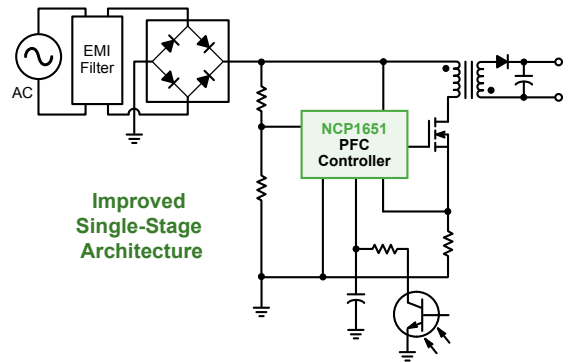 EMI
Filter
AC
NCP1651
PFC
Controller
Improved
Single-Stage
Architecture